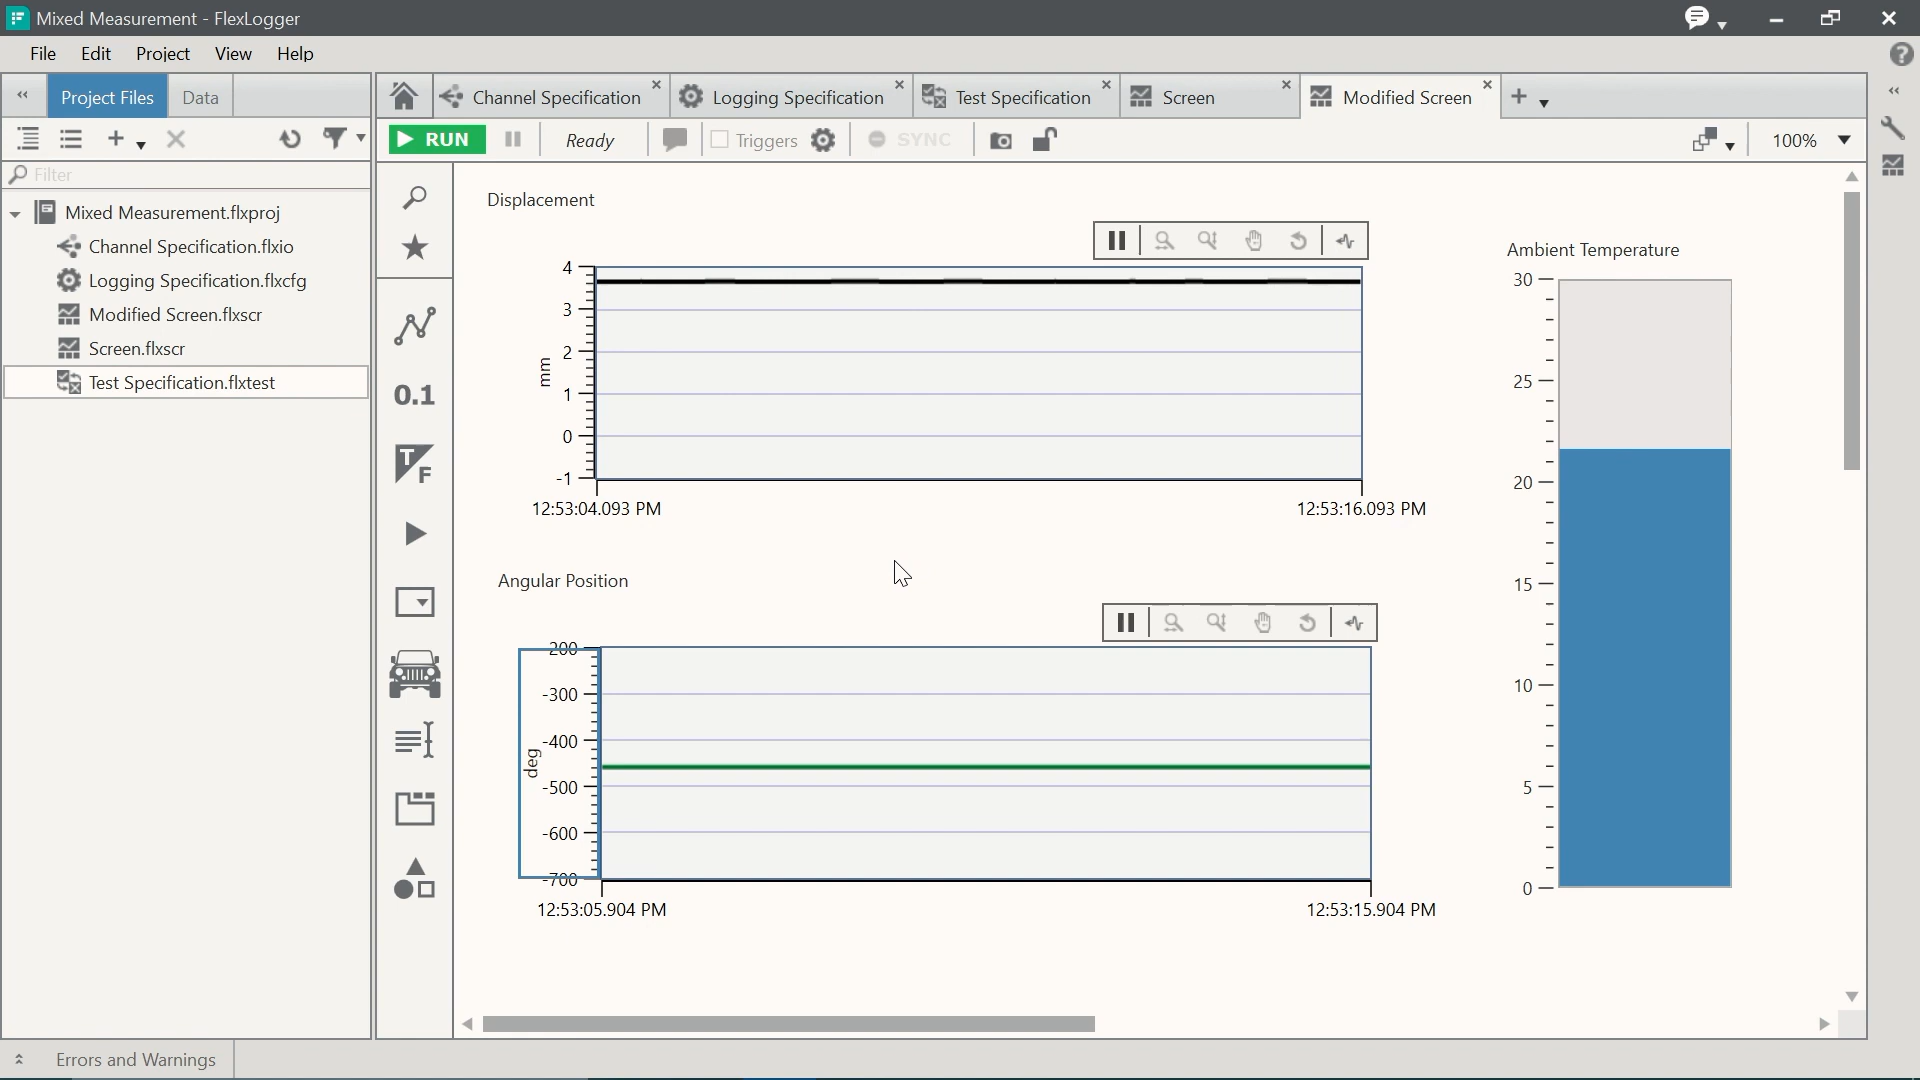 Mixed Measurement - FlexLogger
File Edit Project View Help
Project Files Data
Channel Specification Logging Specification Test Specification Screen Modified Screen
RUN Ready Triggers SYNC 100%
Filter
Mixed Measurement.flxproj
Channel Specification.flxio
Logging Specification.flxcfg
Modified Screen.flxscr
Screen.flxscr
Test Specification.flxtest
0.1
T
F
Displacement
4
3
2
1
0
-1
mm
12:53:04.093 PM 12:53:16.093 PM
Angular Position
-200
-300
-400
-500
-600
-700
deg
12:53:05.904 PM 12:53:15.904 PM
Ambient Temperature
30
25
20
15
10
5
0
Errors and Warnings